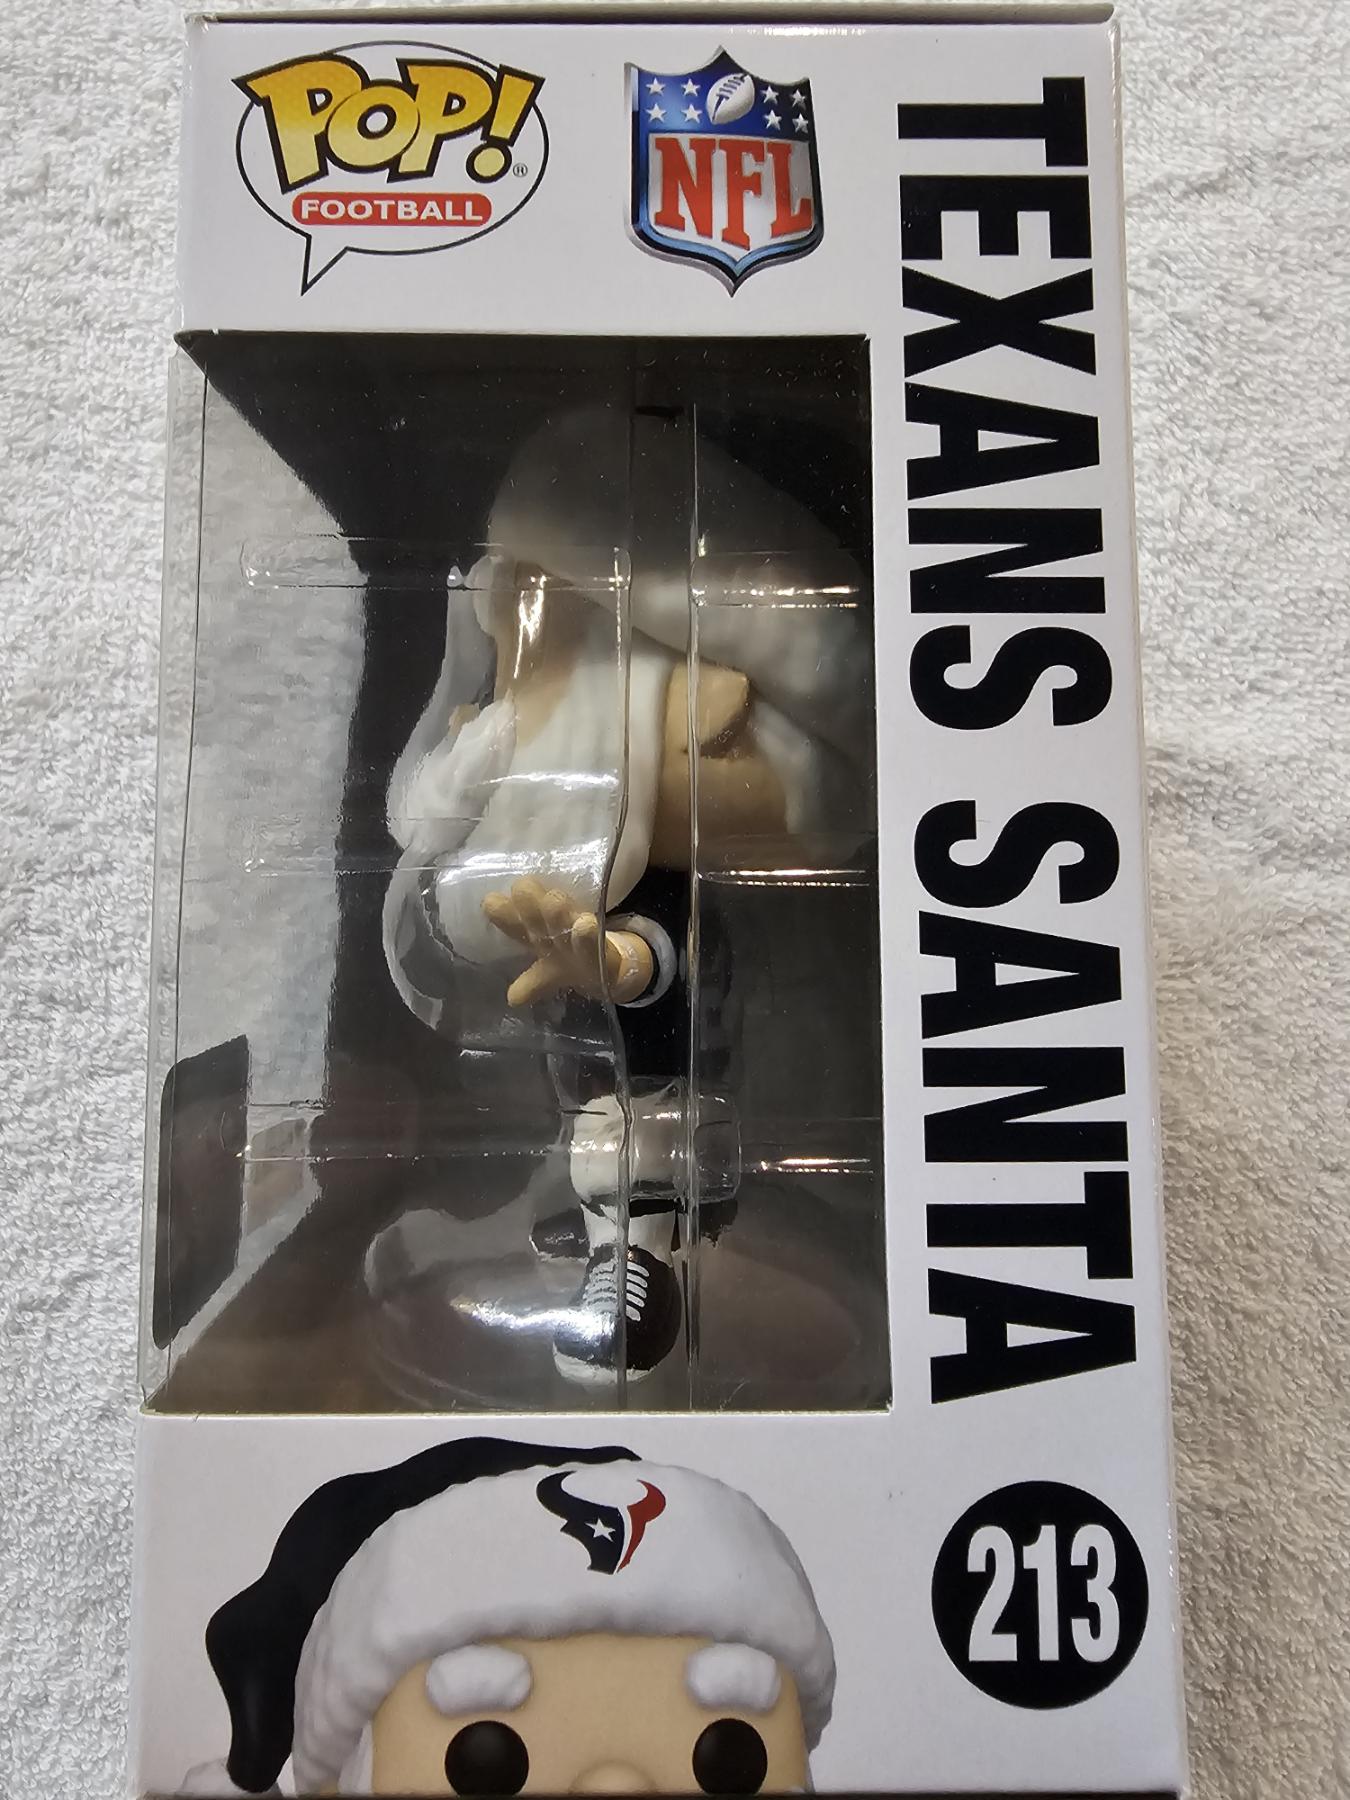 POP!®
FOOTBALL
NFL
TEXANS SANTA
213